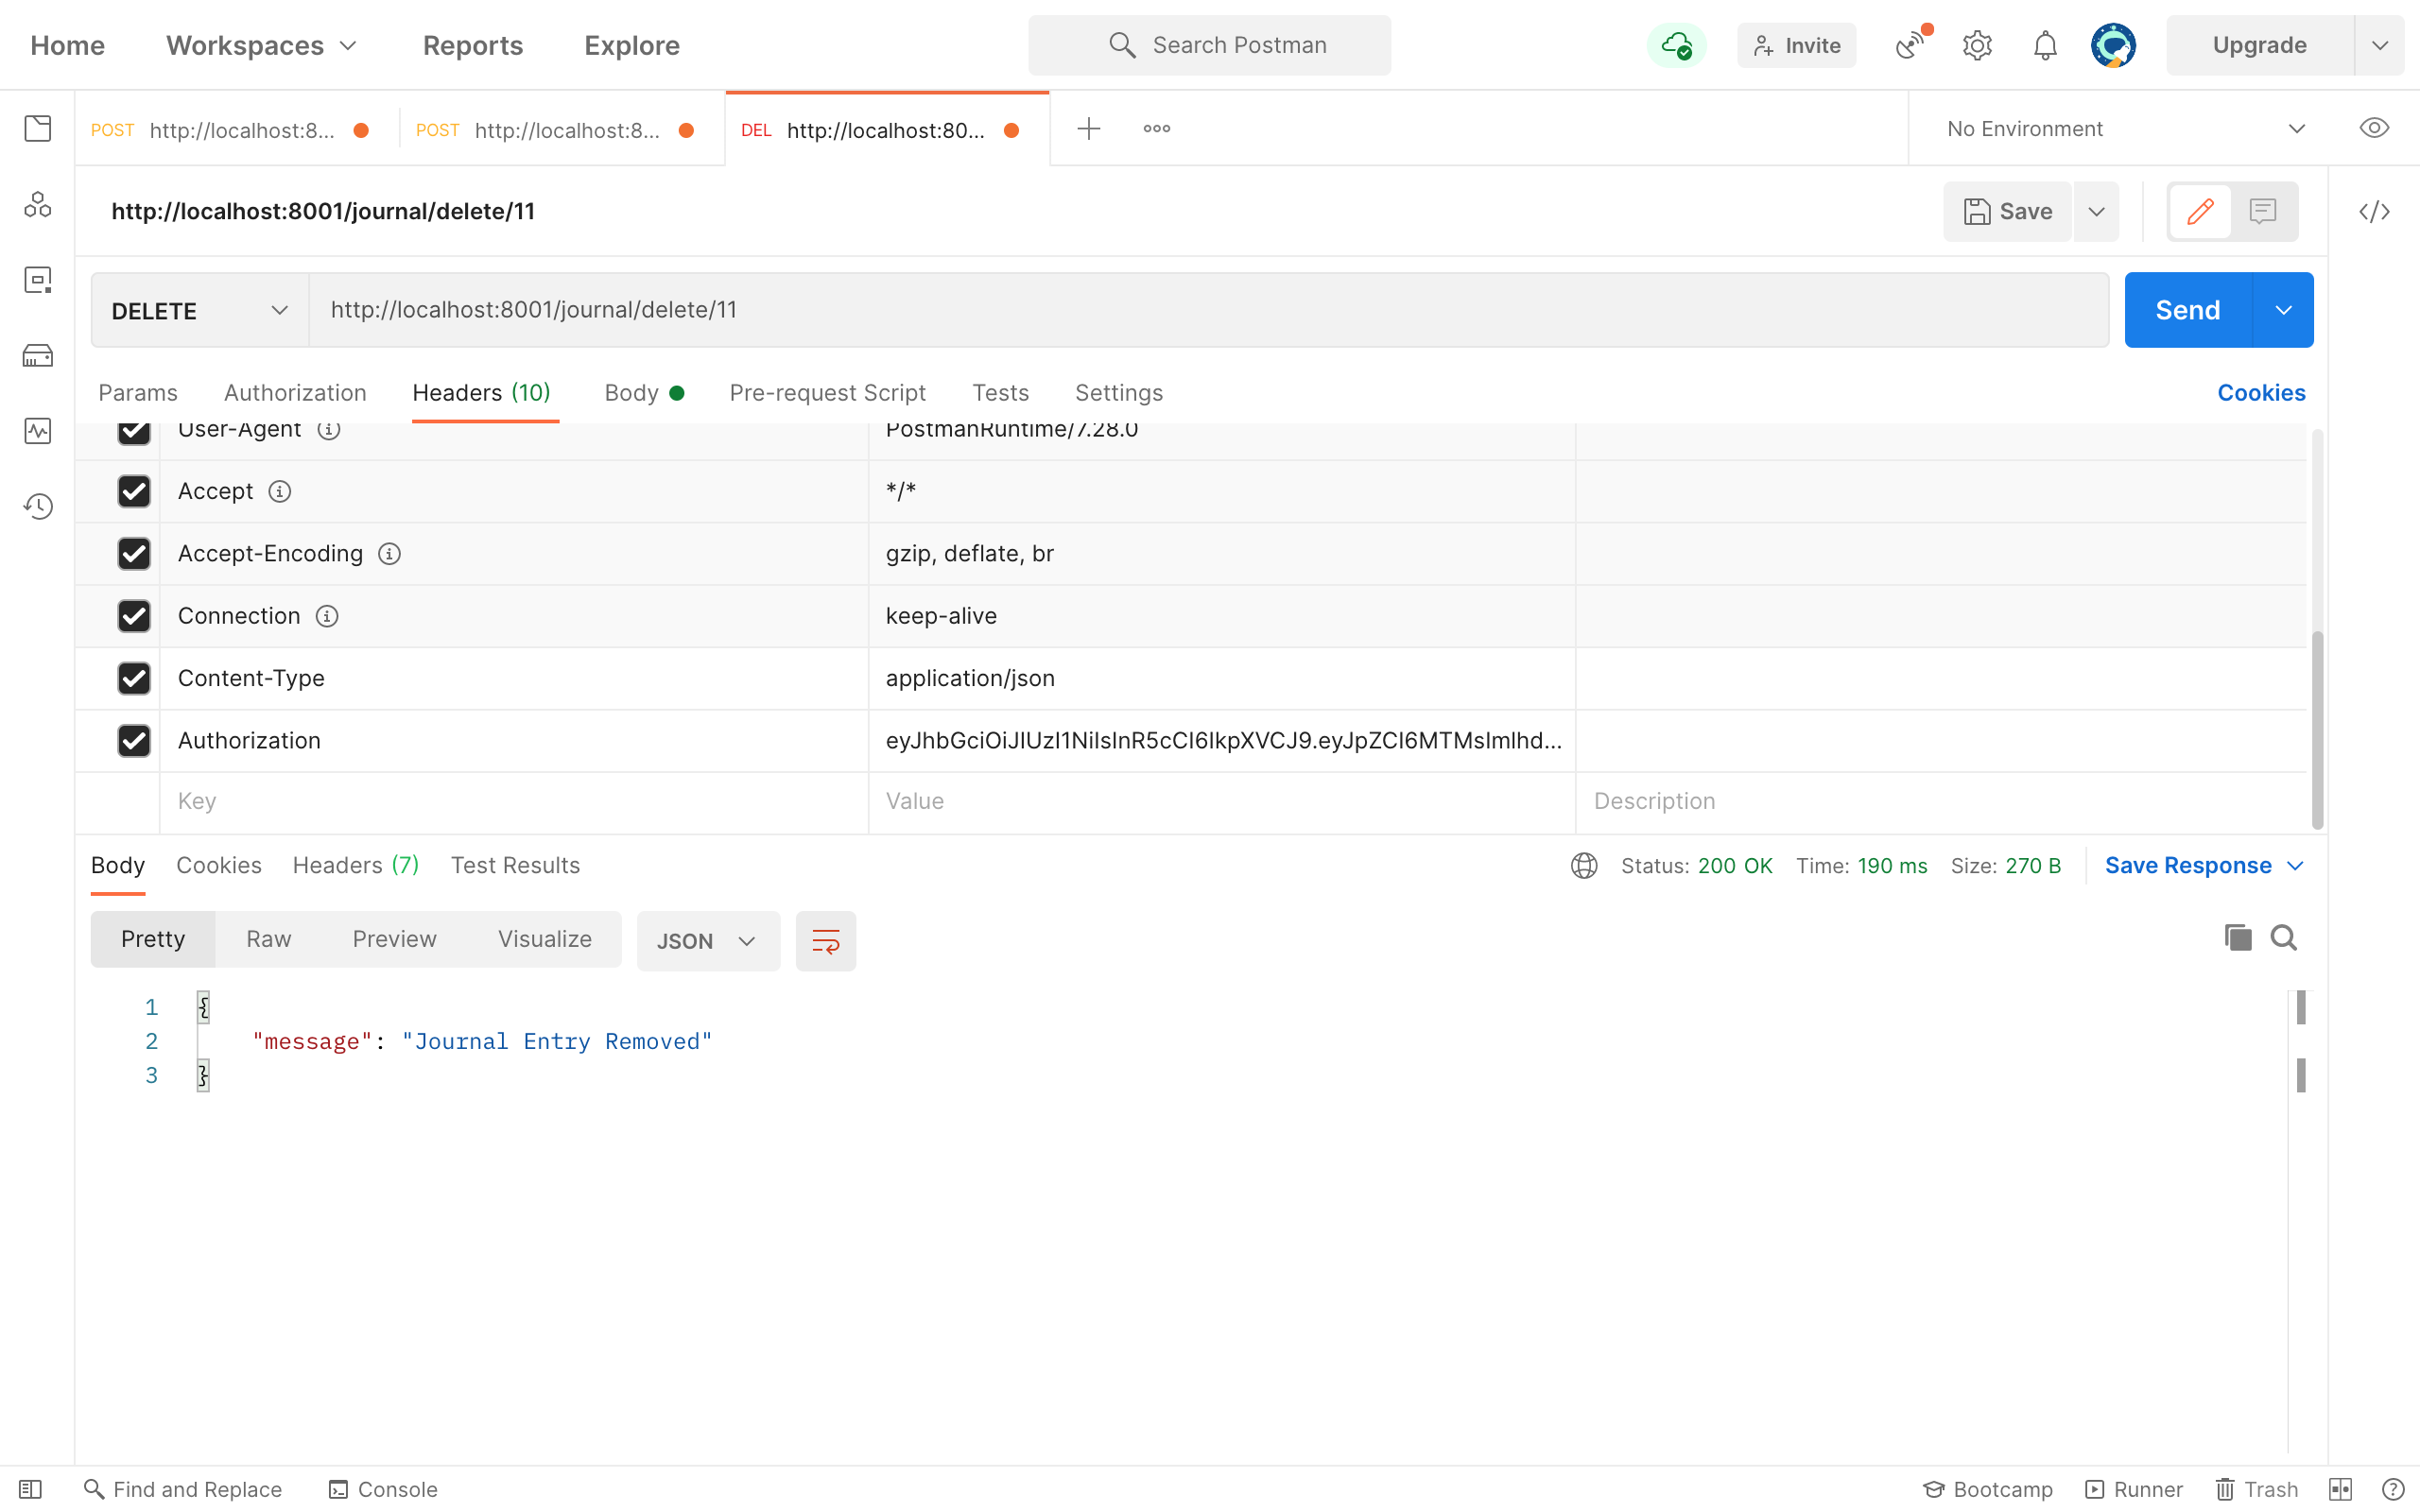 Home Workspaces Reports Explore Search Postman Invite Upgrade
POST http://localhost:8... POST http://localhost:8... DEL http://localhost:80... No Environment
http://localhost:8001/journal/delete/11 Save
DELETE http://localhost:8001/journal/delete/11 Send
Params Authorization Headers (10) Body Pre-request Script Tests Settings Cookies
User-Agent PostmanRuntime/7.28.0
Accept */*
Accept-Encoding gzip, deflate, br
Connection keep-alive
Content-Type application/json
Authorization eyJhbGciOiJIUzI1NiIsInR5cCI6IkpXVCJ9.eyJpZCI6MTMsImlhd...
Key Value Description
Body Cookies Headers (7) Test Results Status: 200 OK Time: 190 ms Size: 270 B Save Response
Pretty Raw Preview Visualize JSON
1 {
2 "message": "Journal Entry Removed"
3 }
Find and Replace Console Bootcamp Runner Trash